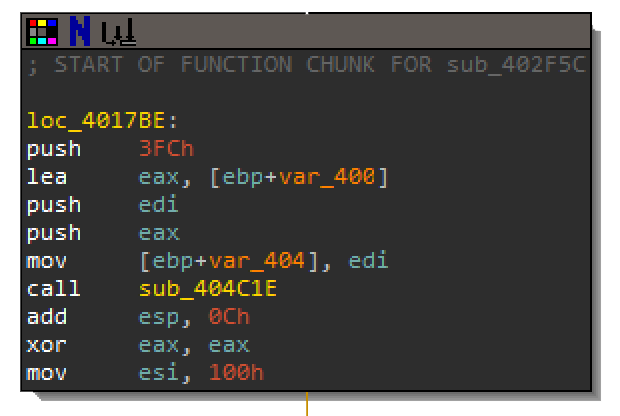 ; START OF FUNCTION CHUNK FOR sub_402F5C
loc_4017BE:
push 3FCh
lea eax, [ebp+var_400]
push edi
push eax
mov [ebp+var_404], edi
call sub_404C1E
add esp, 0Ch
xor eax, eax
mov esi, 100h